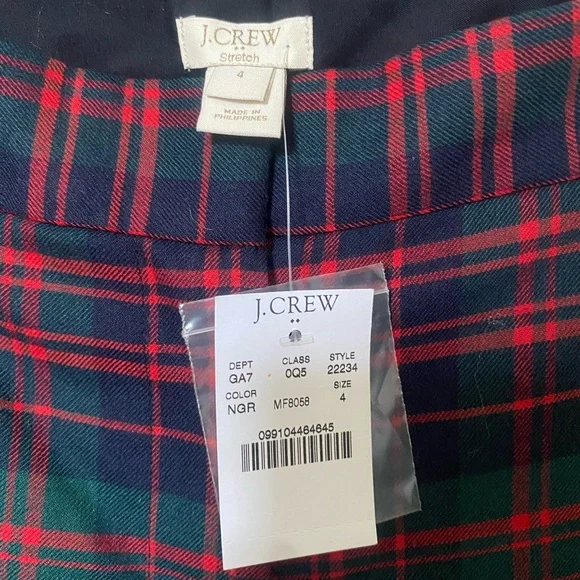 J.CREW
Stretch
4
MADE IN
PHILIPPINES
J.CREW
DEPT CLASS STYLE
GA7 0Q5 22234
COLOR SIZE
NGR MF8058 4
099104464645